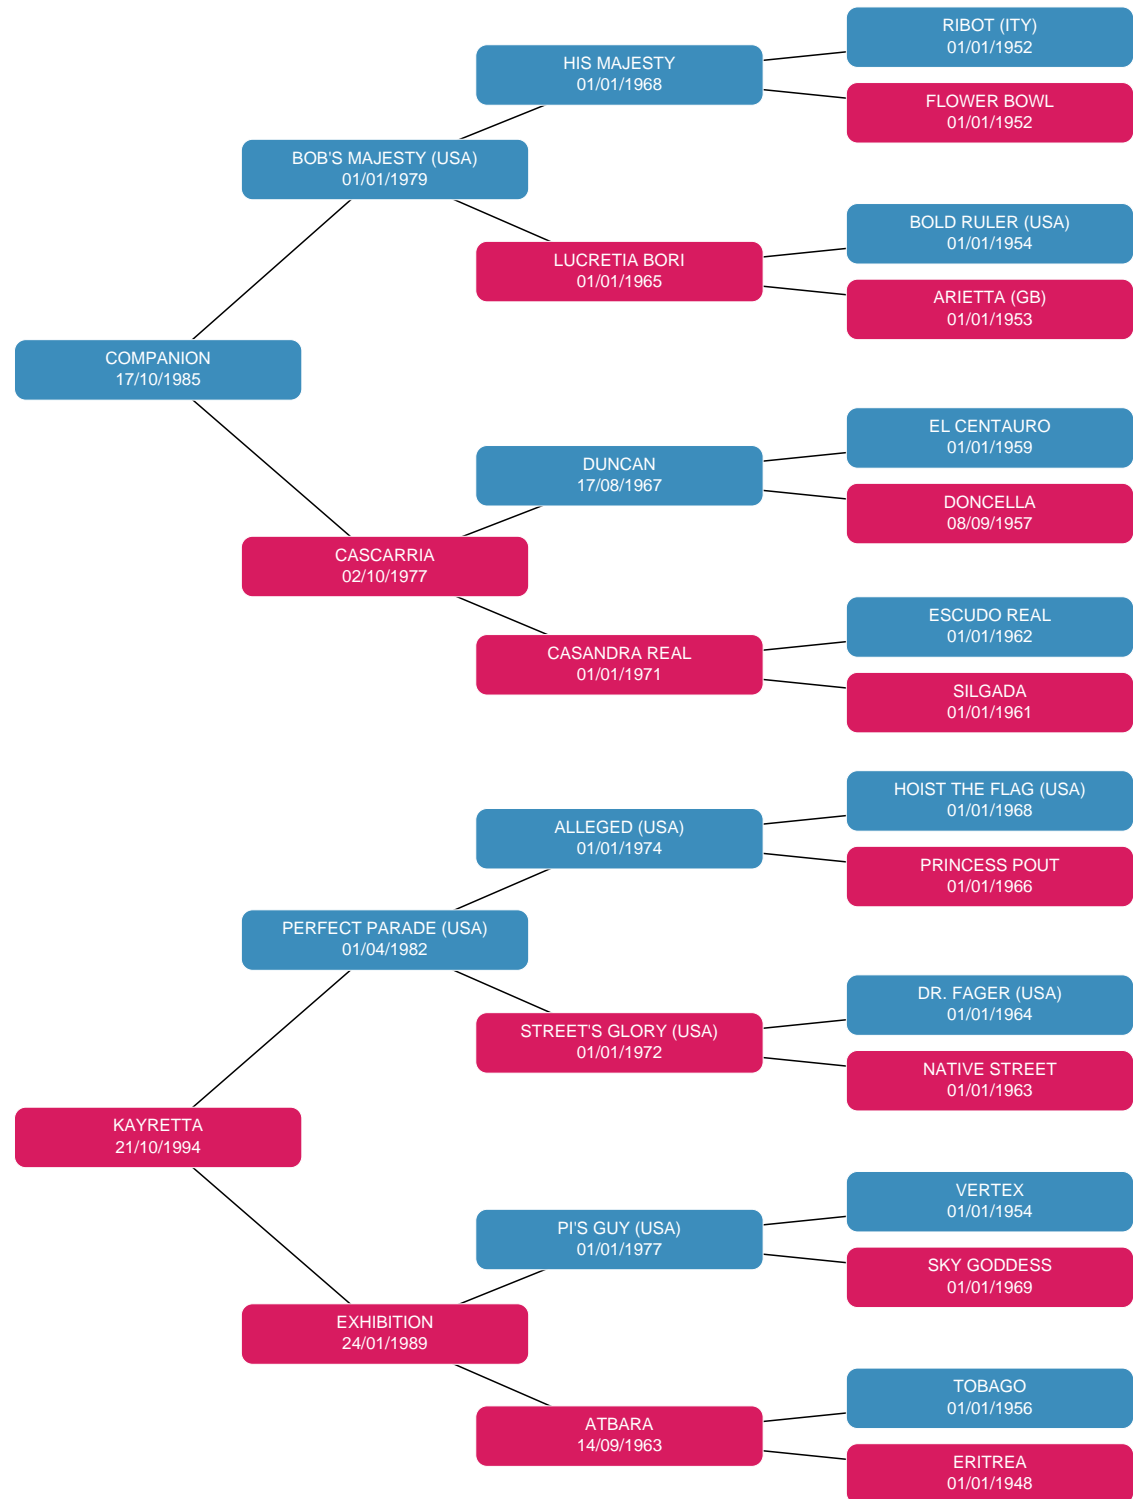 RIBOT (ITY)
01/01/1952
HIS MAJESTY
01/01/1968
FLOWER BOWL
01/01/1952
BOB'S MAJESTY (USA)
01/01/1979
BOLD RULER (USA)
01/01/1954
LUCRETIA BORI
01/01/1965
ARIETTA (GB)
01/01/1953
COMPANION
17/10/1985
EL CENTAURO
01/01/1959
DUNCAN
17/08/1967
DONCELLA
08/09/1957
CASCARRIA
02/10/1977
ESCUDO REAL
01/01/1962
CASANDRA REAL
01/01/1971
SILGADA
01/01/1961
HOIST THE FLAG (USA)
01/01/1968
ALLEGED (USA)
01/01/1974
PRINCESS POUT
01/01/1966
PERFECT PARADE (USA)
01/04/1982
DR. FAGER (USA)
01/01/1964
STREET'S GLORY (USA)
01/01/1972
NATIVE STREET
01/01/1963
KAYRETTA
21/10/1994
VERTEX
01/01/1954
PI'S GUY (USA)
01/01/1977
SKY GODDESS
01/01/1969
EXHIBITION
24/01/1989
TOBAGO
01/01/1956
ATBARA
14/09/1963
ERITREA
01/01/1948